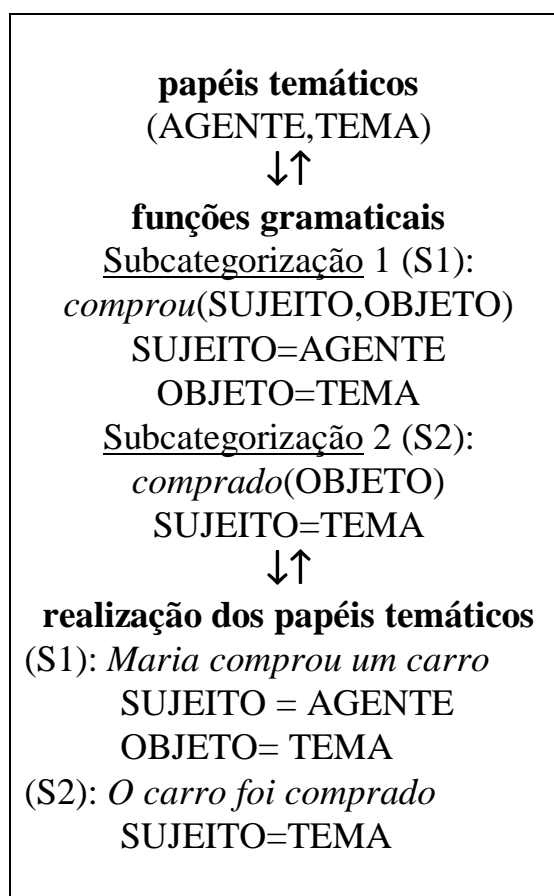 papéis temáticos
(AGENTE,TEMA)
↓↑
funções gramaticais
Subcategorização 1 (S1):
comprou(SUJEITO,OBJETO)
SUJEITO=AGENTE
OBJETO=TEMA
Subcategorização 2 (S2):
comprado(OBJETO)
SUJEITO=TEMA
↓↑
realização dos papéis temáticos
(S1): Maria comprou um carro
SUJEITO = AGENTE
OBJETO= TEMA
(S2): O carro foi comprado
SUJEITO=TEMA